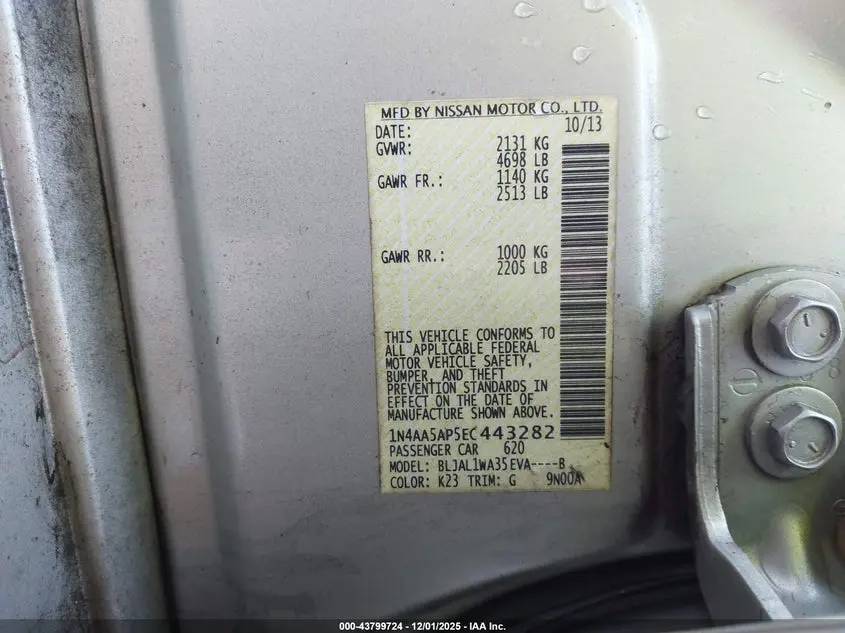 MFD BY NISSAN MOTOR CO., LTD.
DATE: 10/13
GVWR: 2131 KG
4698 LB
GAWR FR.: 1140 KG
2513 LB
GAWR RR.: 1000 KG
2205 LB
THIS VEHICLE CONFORMS TO
ALL APPLICABLE FEDERAL
MOTOR VEHICLE SAFETY,
BUMPER, AND THEFT
PREVENTION STANDARDS IN
EFFECT ON THE DATE OF
MANUFACTURE SHOWN ABOVE.
1N4AA5AP5EC443282
PASSENGER CAR 620
MODEL: BLJAL1WA35EVA----B
COLOR: K23 TRIM: G 9N00A
000-43799724 - 12/01/2025 - IAA Inc.